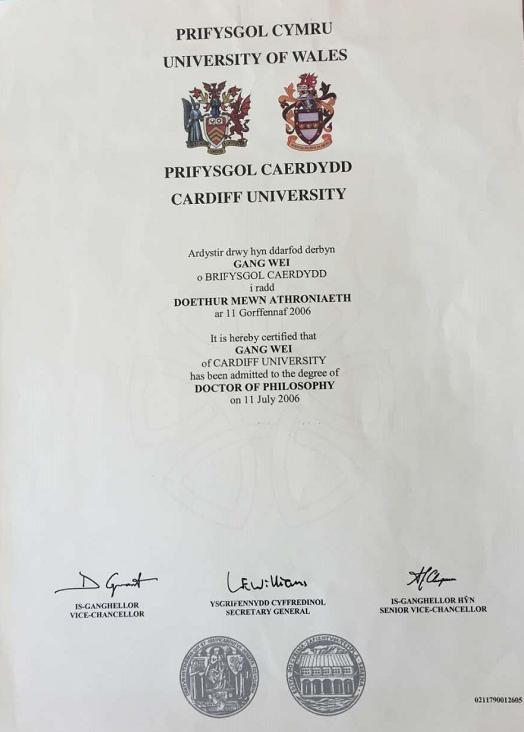 PRIFYSGOL CYMRU
UNIVERSITY OF WALES
PRIFYSGOL CAERDYDD
CARDIFF UNIVERSITY
Ardystir drwy hyn ddarfod derbyn
GANG WEI
o BRIFYSGOL CAERDYDD
i radd
DOETHUR MEWN ATHRONIAETH
ar 11 Gorffennaf 2006
It is hereby certified that
GANG WEI
of CARDIFF UNIVERSITY
has been admitted to the degree of
DOCTOR OF PHILOSOPHY
on 11 July 2006
D Grant
L E Williams
IS-GANGHELLOR
VICE-CHANCELLOR
YSGRIFENNYDD CYFFREDINOL
SECRETARY GENERAL
IS-GANGHELLOR HŶN
SENIOR VICE-CHANCELLOR
0211790012605